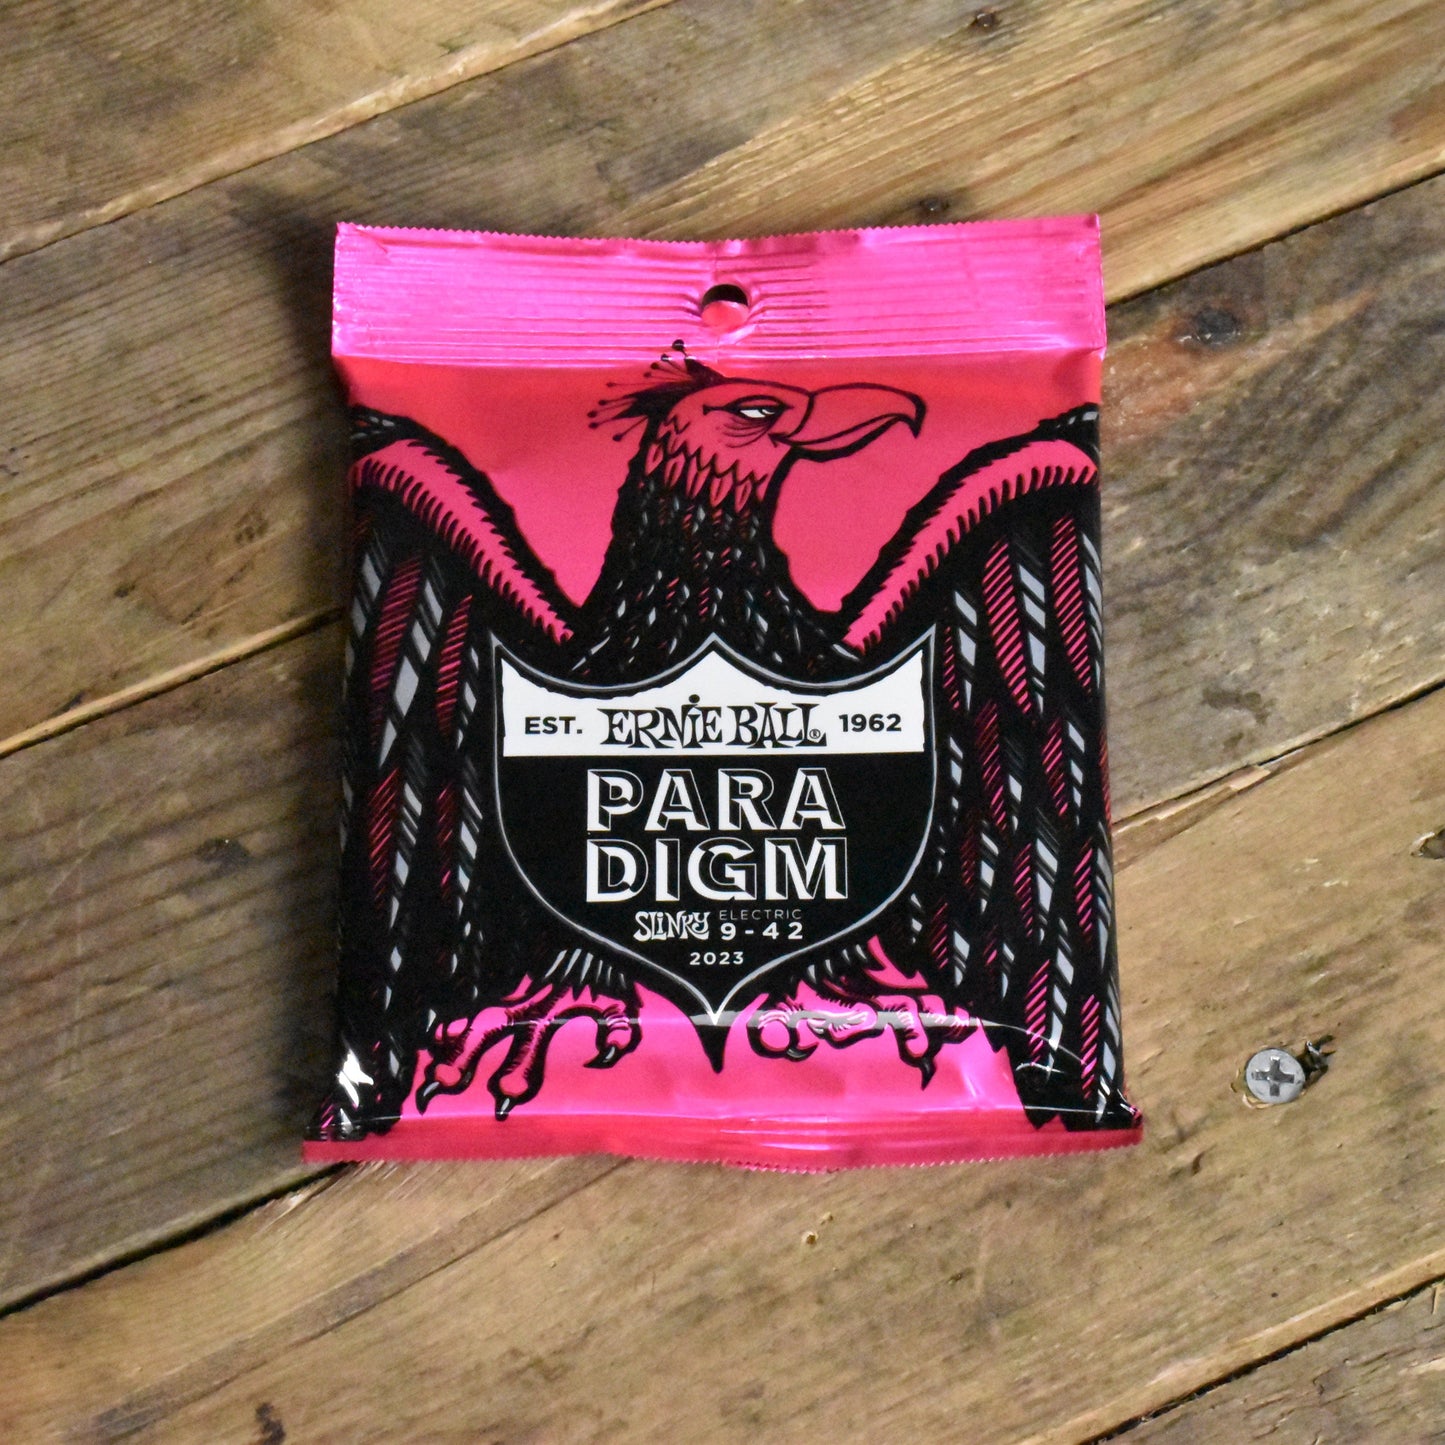 EST. ERNIE BALL® 1962
PARA
DIGM
SLINKY ELECTRIC
9-42
2023